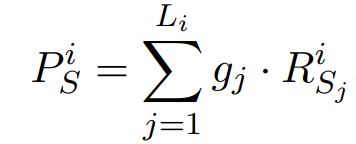 P_S^i = \sum_{j=1}^{L_i} g_j \cdot R_{S_j}^i